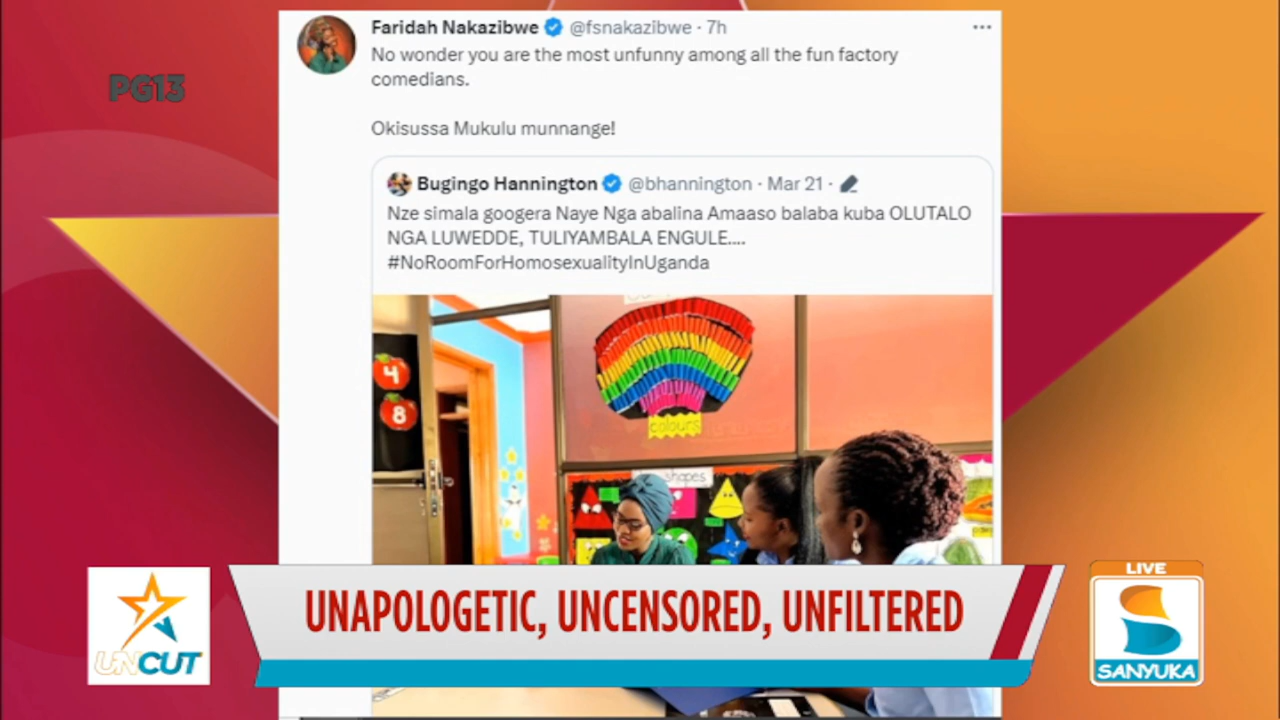 Faridah Nakazibwe @fsnakazibwe · 7h
No wonder you are the most unfunny among all the fun factory
comedians.
Okisussa Mukulu munnange!
PG13
Bugingo Hannington @bhannington · Mar 21 ·
Nze simala googera Naye Nga abalina Amaaso balaba kuba OLUTALO
NGA LUWEDDE, TULIYAMBALA ENGULE....
#NoRoomForHomosexualityInUganda
4
8
colours
shapes
UNAPOLOGETIC, UNCENSORED, UNFILTERED
UNCUT
LIVE
SANYUKA